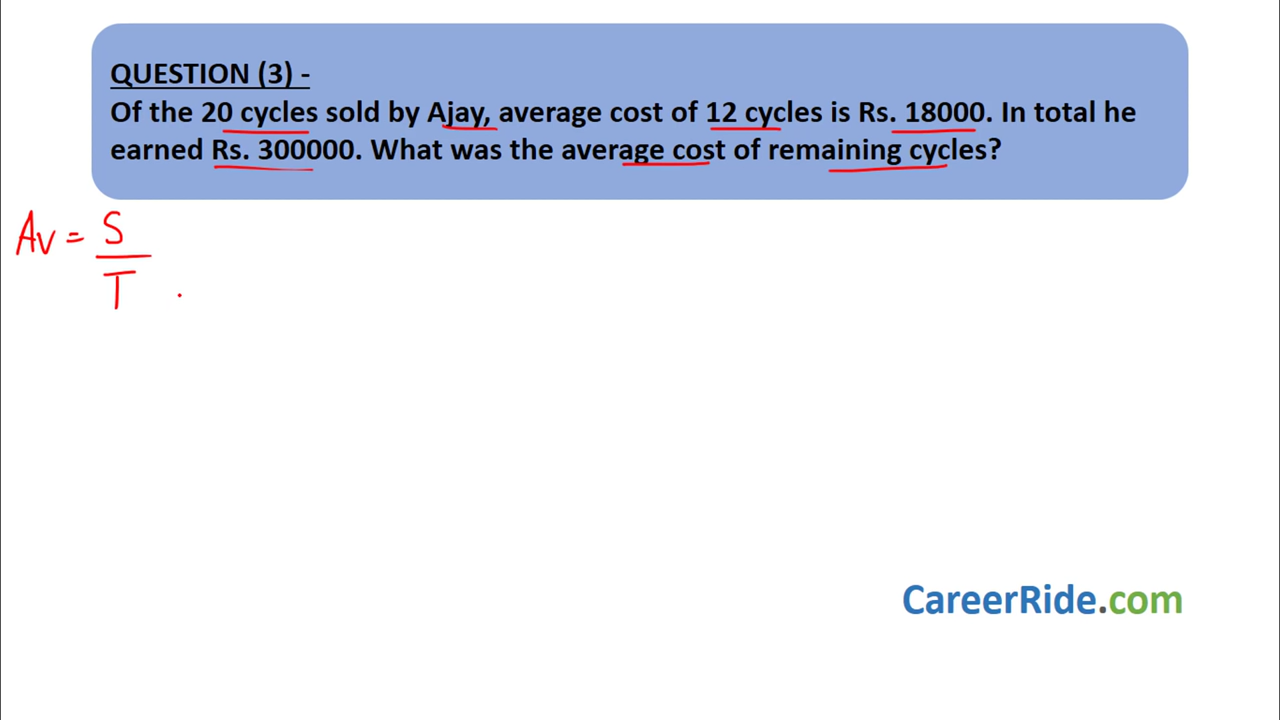 QUESTION (3) -
Of the 20 cycles sold by Ajay, average cost of 12 cycles is Rs. 18000. In total he
earned Rs. 300000. What was the average cost of remaining cycles?
Av = S
T
CareerRide.com